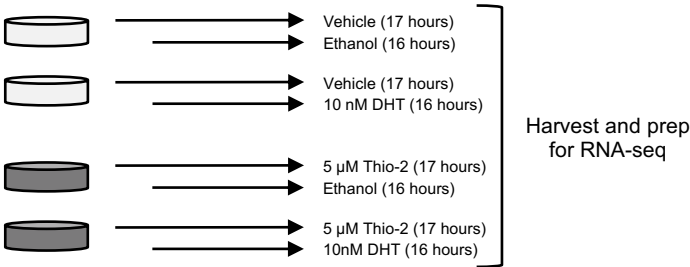 Vehicle (17 hours)
Ethanol (16 hours)
Vehicle (17 hours)
10 nM DHT (16 hours)
5 µM Thio-2 (17 hours)
Ethanol (16 hours)
5 µM Thio-2 (17 hours)
10nM DHT (16 hours)
Harvest and prep
for RNA-seq